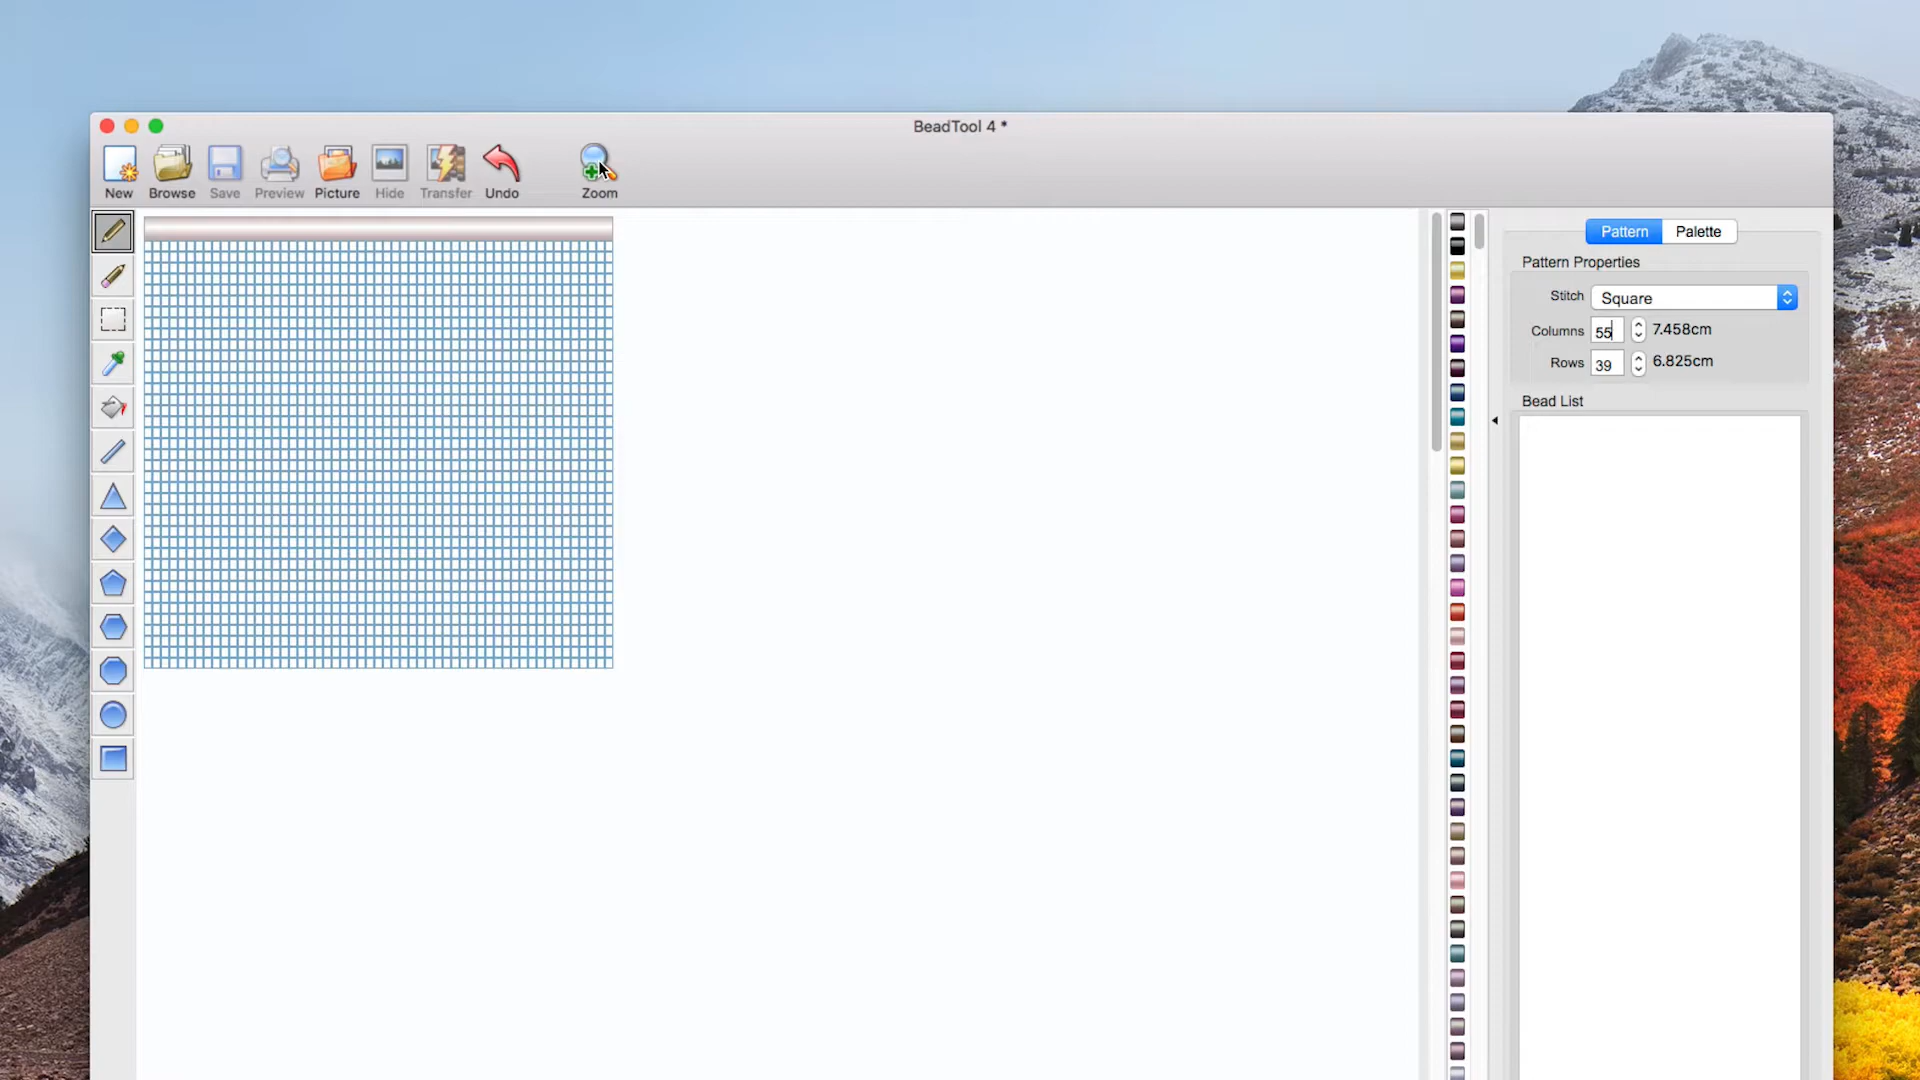 BeadTool 4 *
New Browse Save Preview Picture Hide Transfer Undo Zoom
Pattern Palette
Pattern Properties
Stitch Square
Columns 55 7.458cm
Rows 39 6.825cm
Bead List